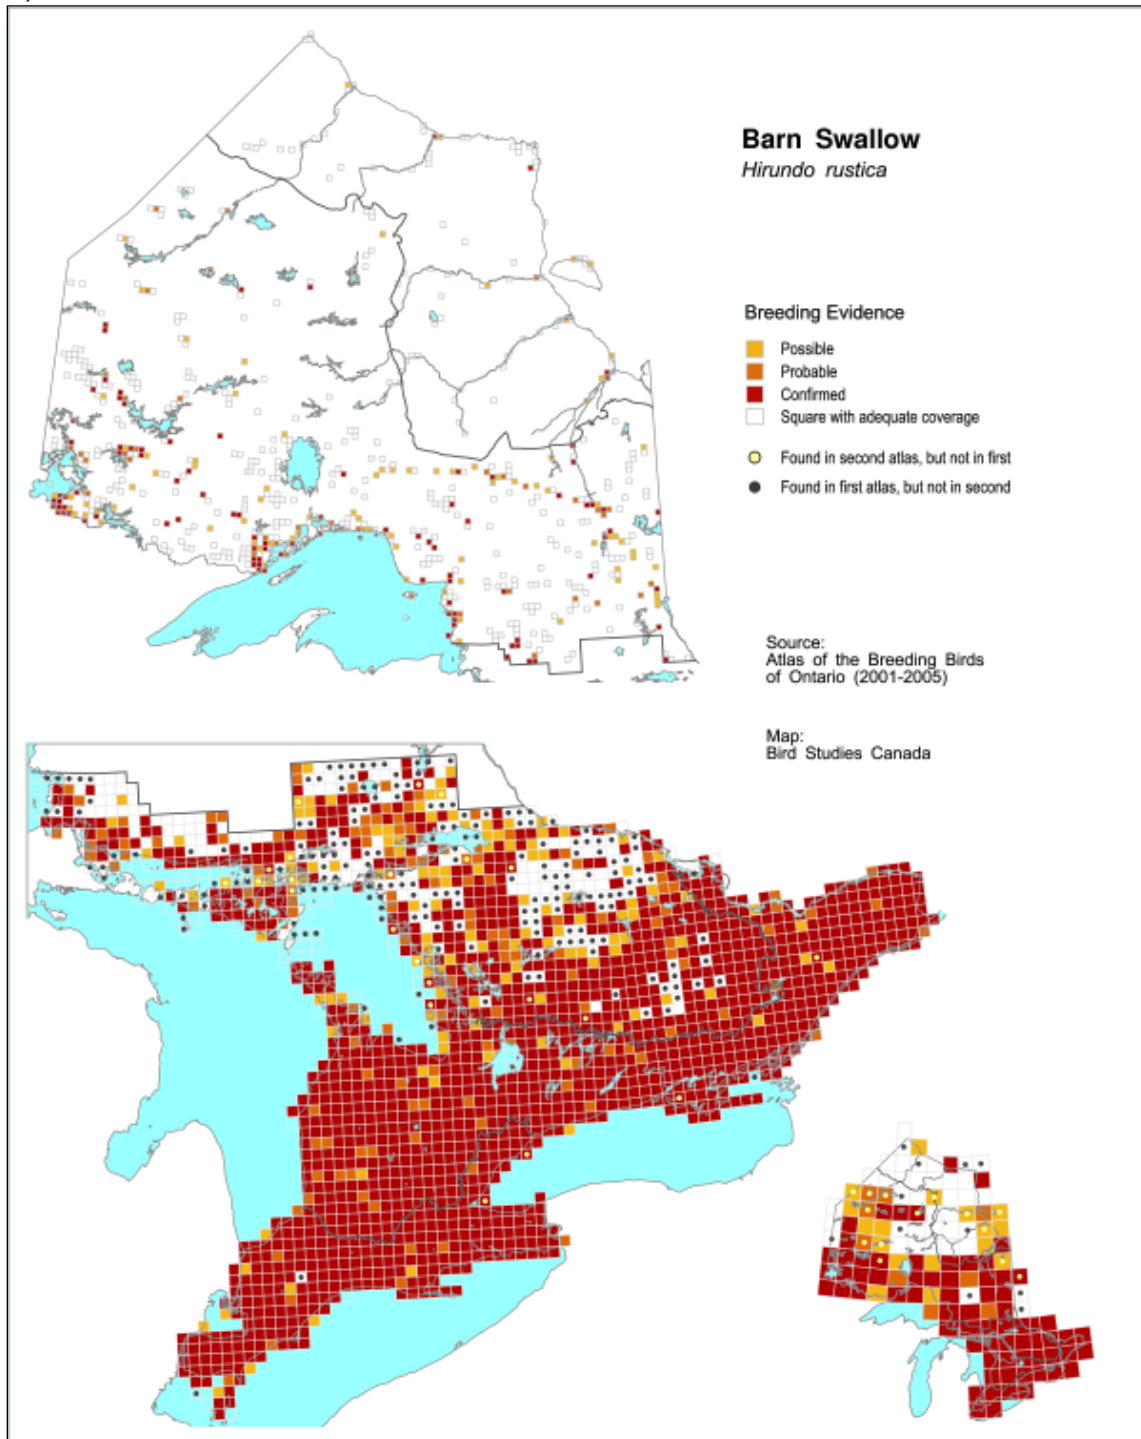 Barn Swallow
Hirundo rustica
Breeding Evidence
Possible
Probable
Confirmed
Square with adequate coverage
Found in second atlas, but not in first
Found in first atlas, but not in second
Source:
Atlas of the Breeding Birds
of Ontario (2001-2005)
Map:
Bird Studies Canada